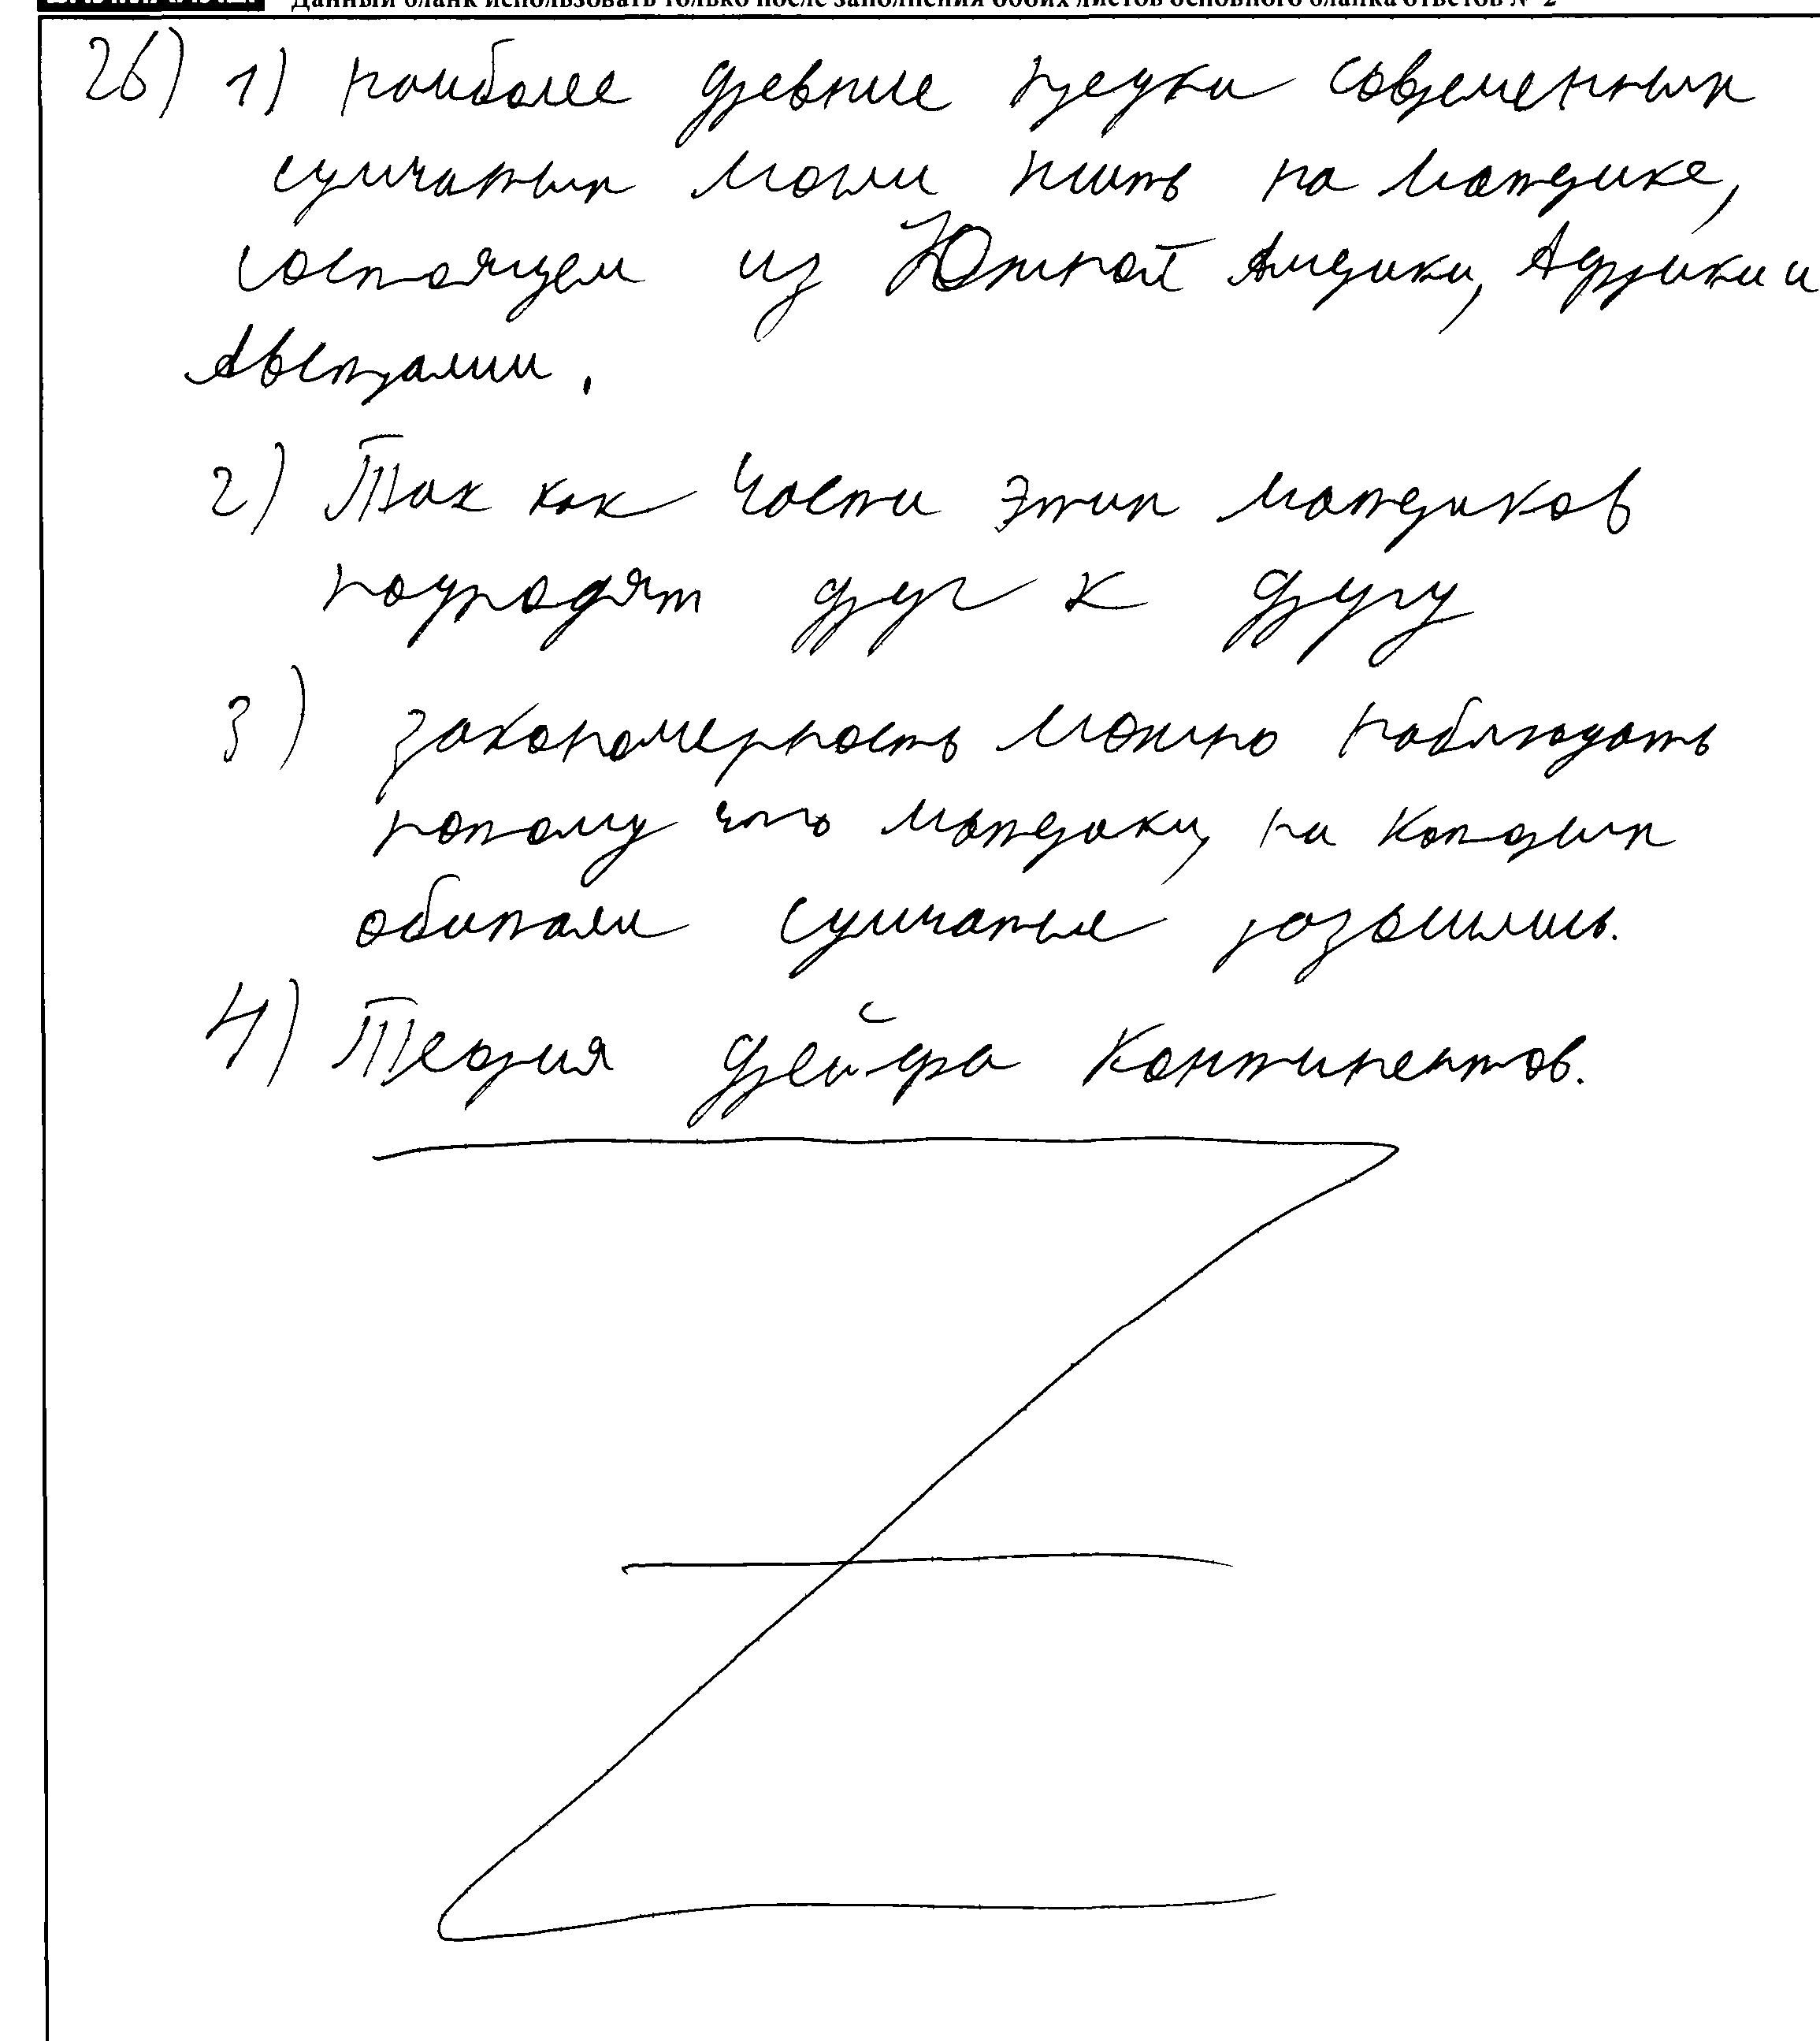 Данный бланк использовать только после заполнения обоих листов основного бланка ответов № 2
26) 1) наиболее древние предки современных
сумчатых могли жить на материке,
состоящем из Южной Америки, Африки и
Австралии.
2) Так как части этих материков
подходят друг к другу
3) закономерность можно наблюдать
потому что материки, на которых
обитали сумчатые разошлись.
4) Теория дрейфа континентов.